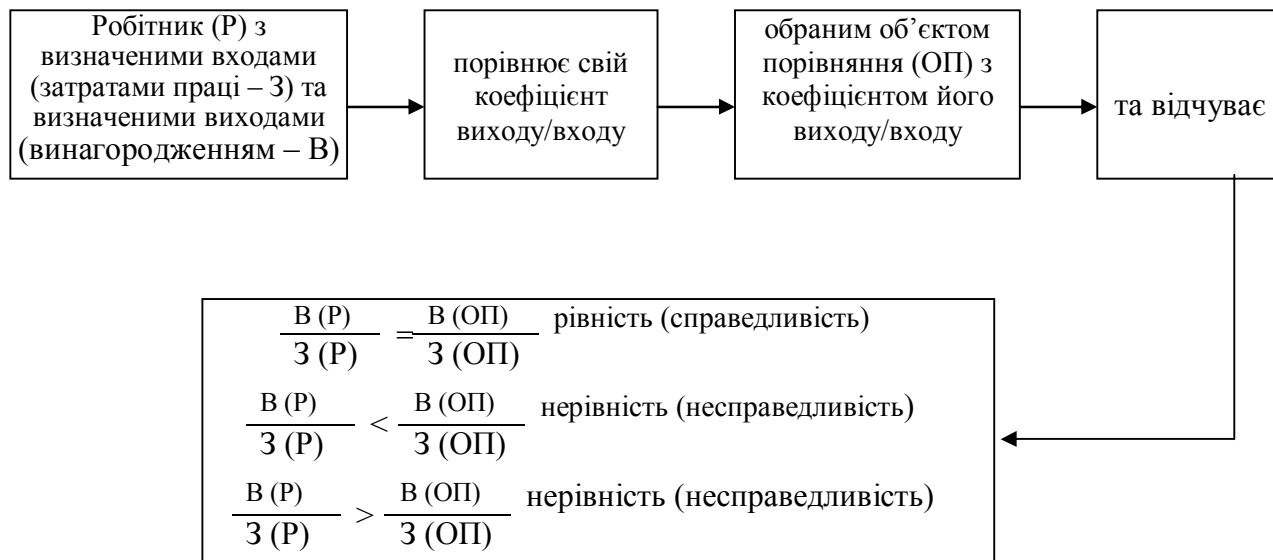 Робітник (Р) з
визначеними входами
(затратами праці – З) та
визначеними виходами
(винагородженням – В)
порівнює свій
коефіцієнт
виходу/входу
обраним об’єктом
порівняння (ОП) з
коефіцієнтом його
виходу/входу
та відчуває
В (Р) / З (Р) = В (ОП) / З (ОП) рівність (справедливість)
В (Р) / З (Р) < В (ОП) / З (ОП) нерівність (несправедливість)
В (Р) / З (Р) > В (ОП) / З (ОП) нерівність (несправедливість)